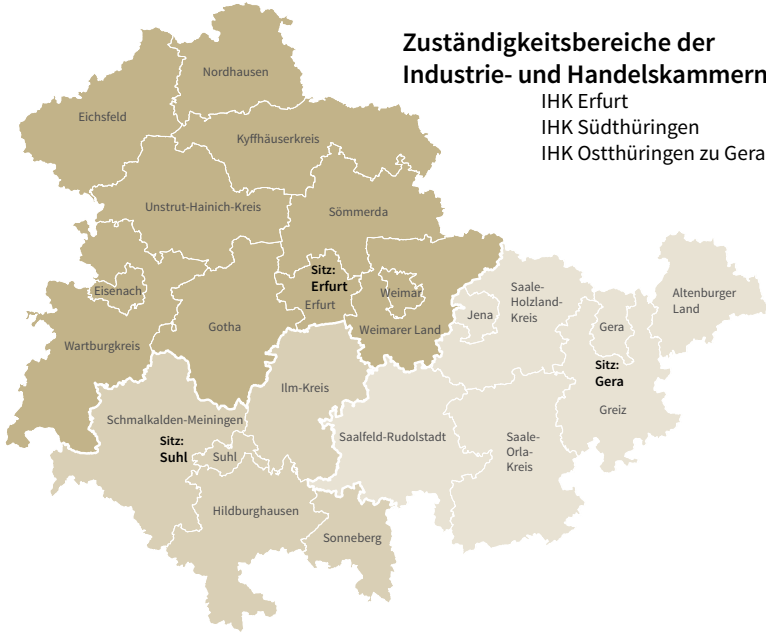 Zuständigkeitsbereiche der
Industrie- und Handelskammern
IHK Erfurt
IHK Südthüringen
IHK Ostthüringen zu Gera
Nordhausen
Eichsfeld
Kyffhäuserkreis
Unstrut-Hainich-Kreis
Sömmerda
Sitz:
Erfurt
Erfurt
Eisenach
Weimar
Gotha
Weimarer Land
Wartburgkreis
Saale-
Holzland-
Kreis
Jena
Altenburger
Land
Gera
Sitz:
Gera
Greiz
Ilm-Kreis
Schmalkalden-Meiningen
Sitz:
Suhl
Suhl
Saalfeld-Rudolstadt
Saale-
Orla-
Kreis
Hildburghausen
Sonneberg